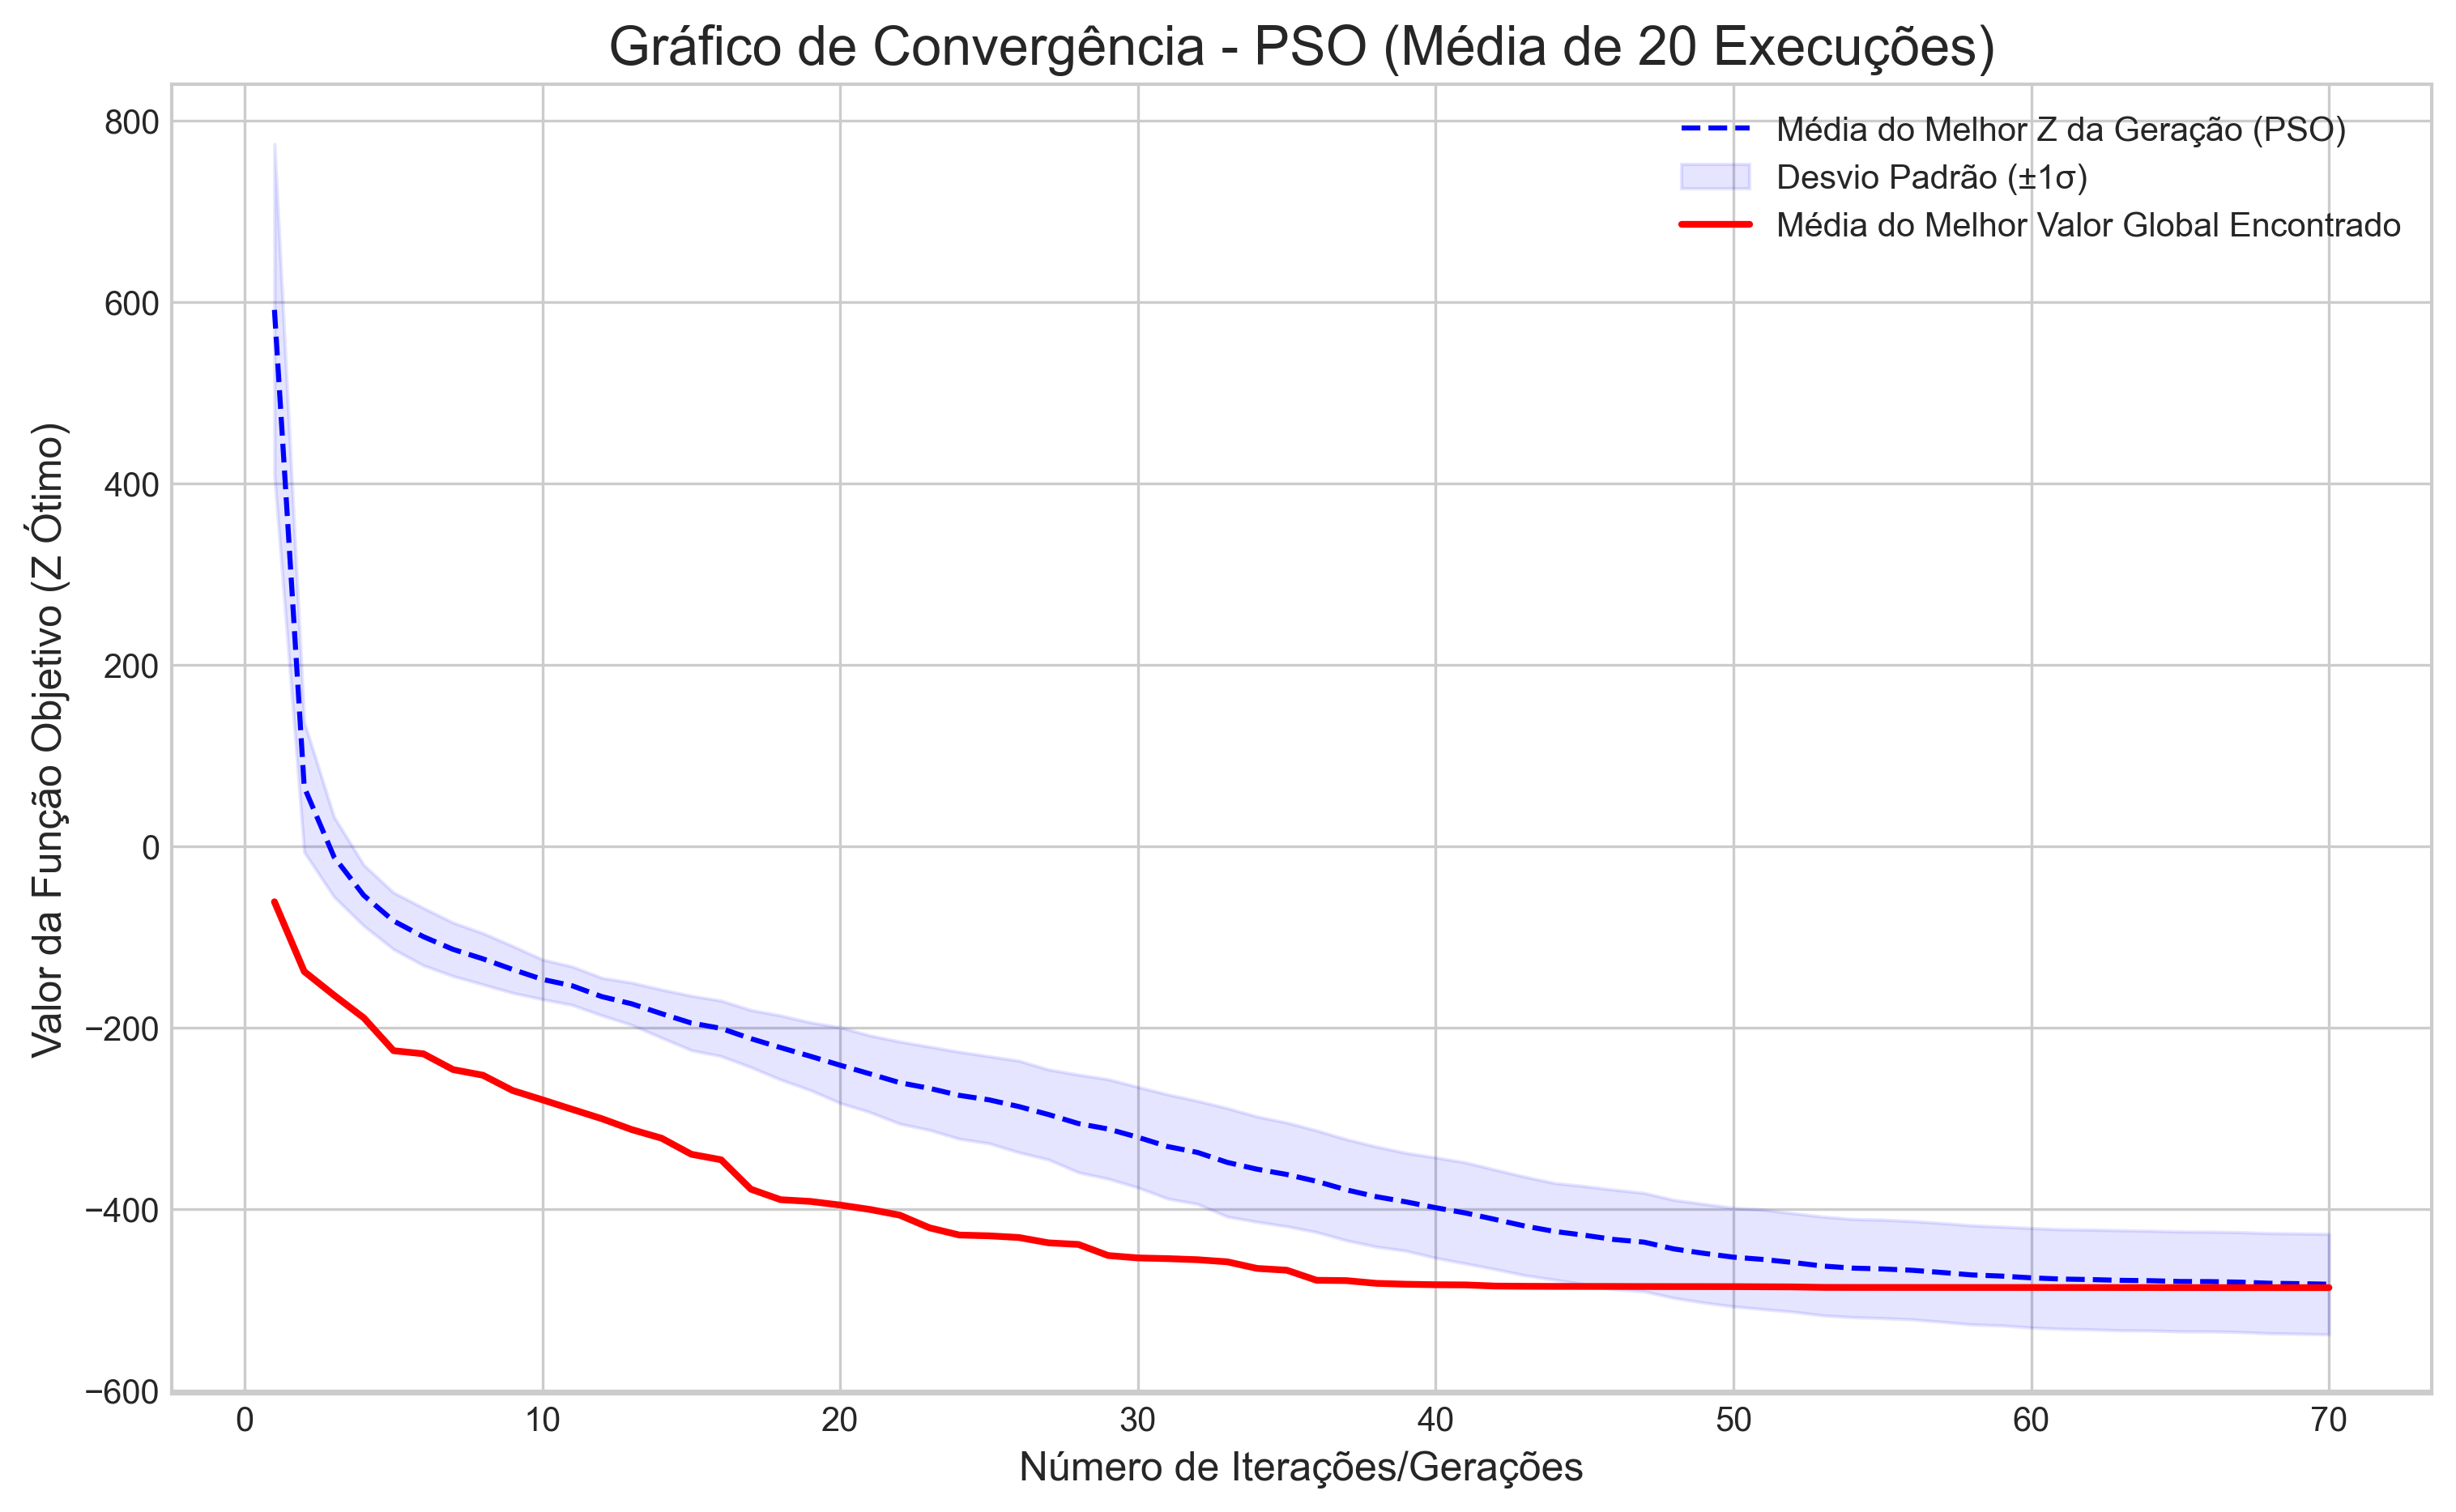 Gráfico de Convergência - PSO (Média de 20 Execuções)
Média do Melhor Z da Geração (PSO)
Desvio Padrão (±1σ)
Média do Melhor Valor Global Encontrado
Valor da Função Objetivo (Z Ótimo)
800
600
400
200
0
−200
−400
−600
0 10 20 30 40 50 60 70
Número de Iterações/Gerações